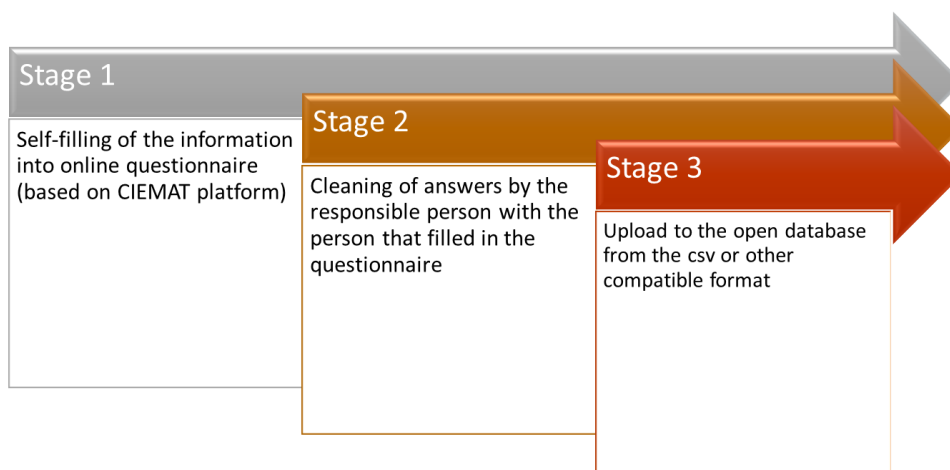 Stage 1
Self-filling of the information
into online questionnaire
(based on CIEMAT platform)
Stage 2
Cleaning of answers by the
responsible person with the
person that filled in the
questionnaire
Stage 3
Upload to the open database
from the csv or other
compatible format